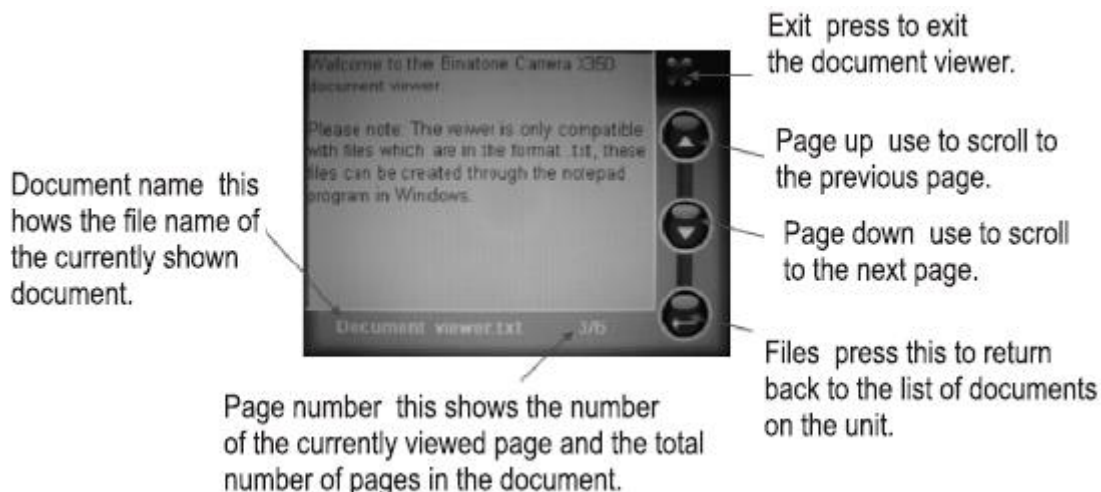 Exit press to exit
the document viewer.
Welcome to the Binatone Carrera X350
document viewer.
Please note: The veiwer is only compatible
with files which are in the format .txt, these
files can be created through the notepad
program in Windows.
Page up use to scroll to
the previous page.
Document name this
hows the file name of
the currently shown
document.
Page down use to scroll
to the next page.
Document viewer.txt 3/6
Files press this to return
back to the list of documents
on the unit.
Page number this shows the number
of the currently viewed page and the total
number of pages in the document.